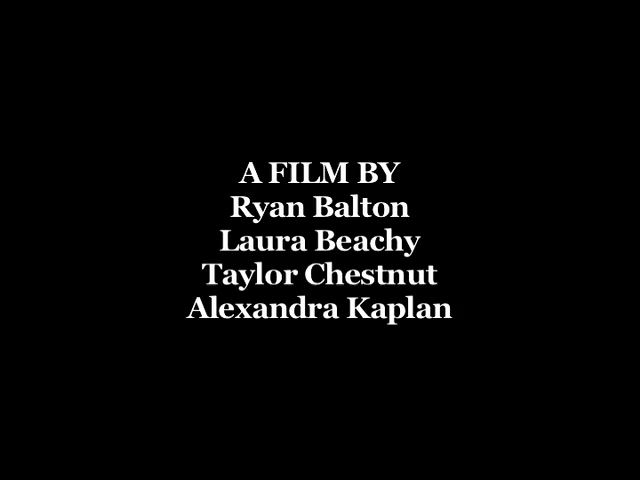 A FILM BY
Ryan Balton
Laura Beachy
Taylor Chestnut
Alexandra Kaplan